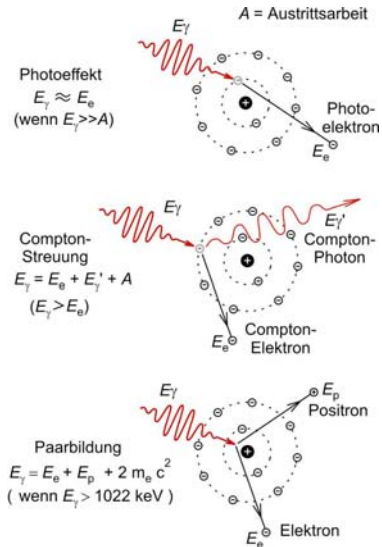 A = Austrittsarbeit
Eγ
Photoeffekt
Eγ ≈ Ee
(wenn Eγ>>A)
Photo-
elektron
Ee
Eγ
Eγ'
Compton-
Photon
Compton-
Streuung
Eγ = Ee + Eγ' + A
(Eγ > Ee)
Compton-
Elektron
Ee
Eγ
Ep
Positron
Paarbildung
Eγ = Ee + Ep + 2 me c²
( wenn Eγ > 1022 keV )
Elektron
Ee